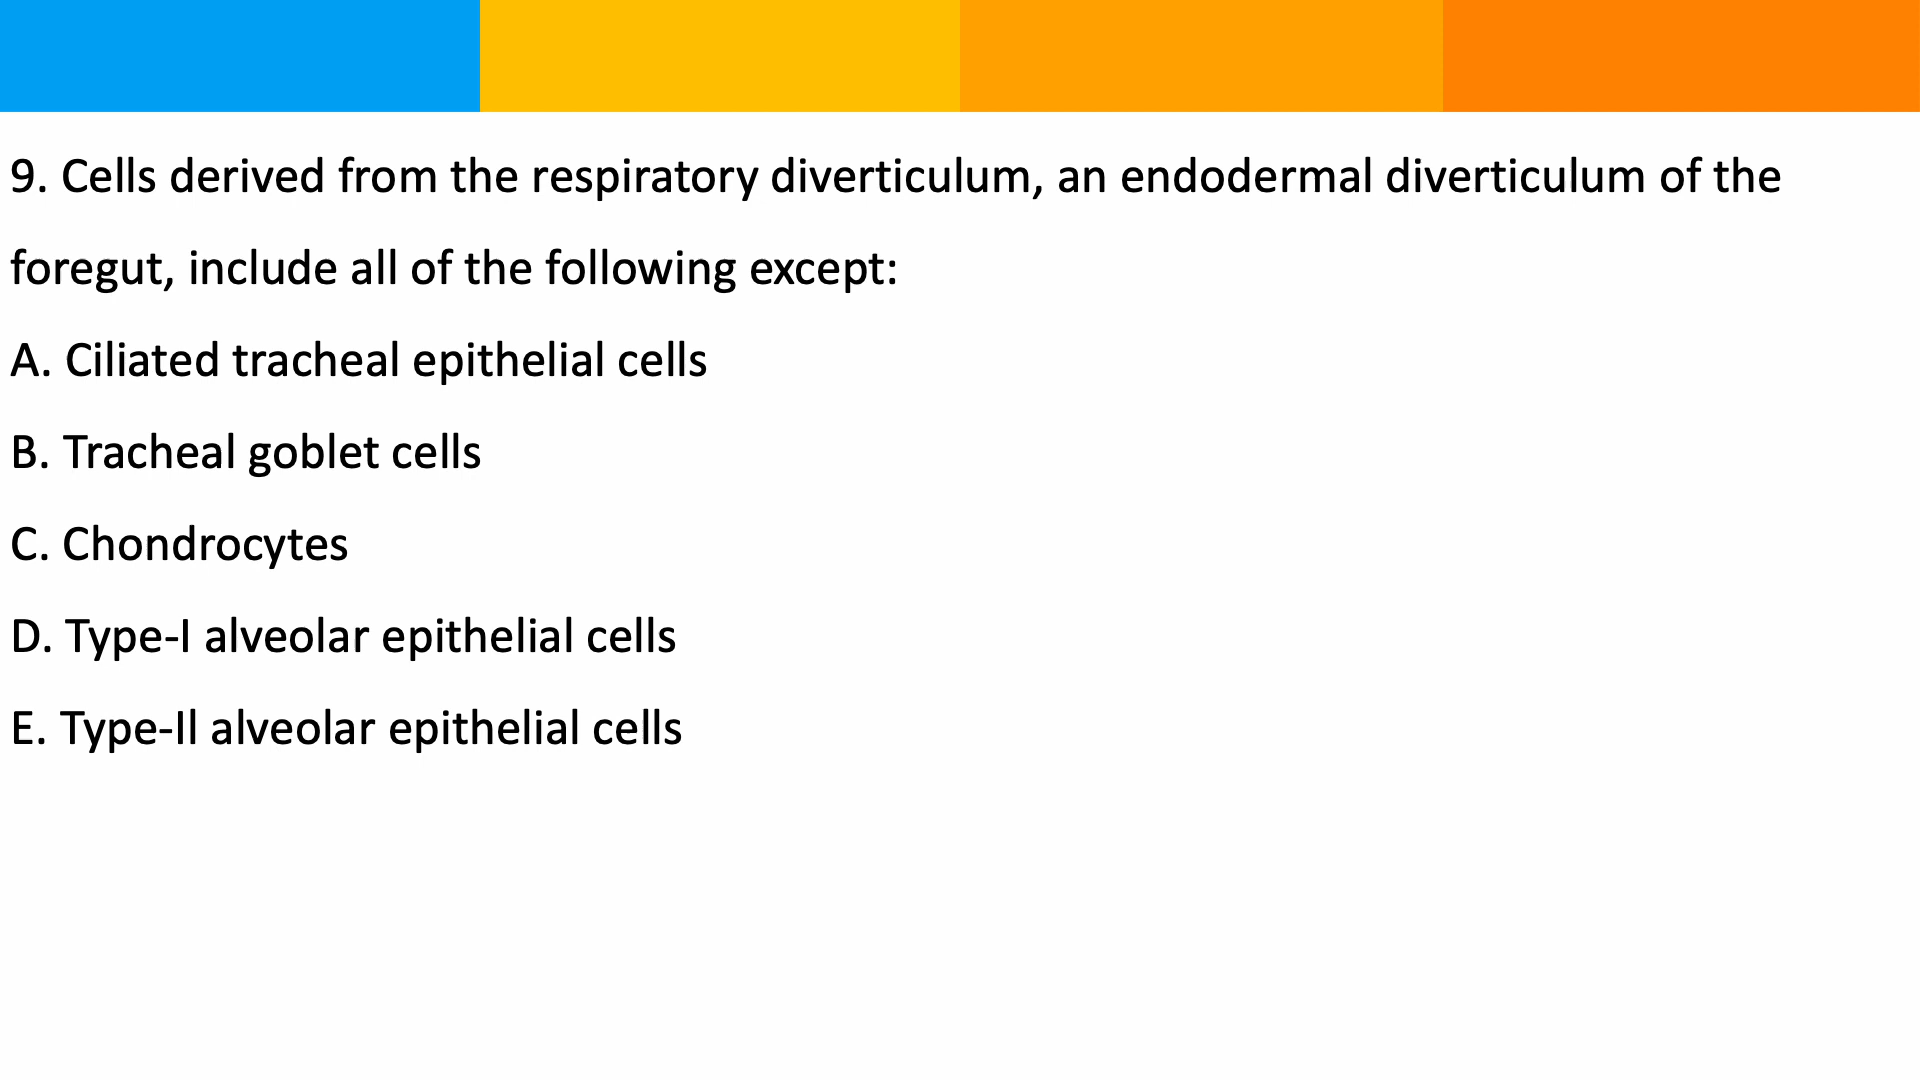 9. Cells derived from the respiratory diverticulum, an endodermal diverticulum of the
foregut, include all of the following except:
A. Ciliated tracheal epithelial cells
B. Tracheal goblet cells
C. Chondrocytes
D. Type-I alveolar epithelial cells
E. Type-Il alveolar epithelial cells